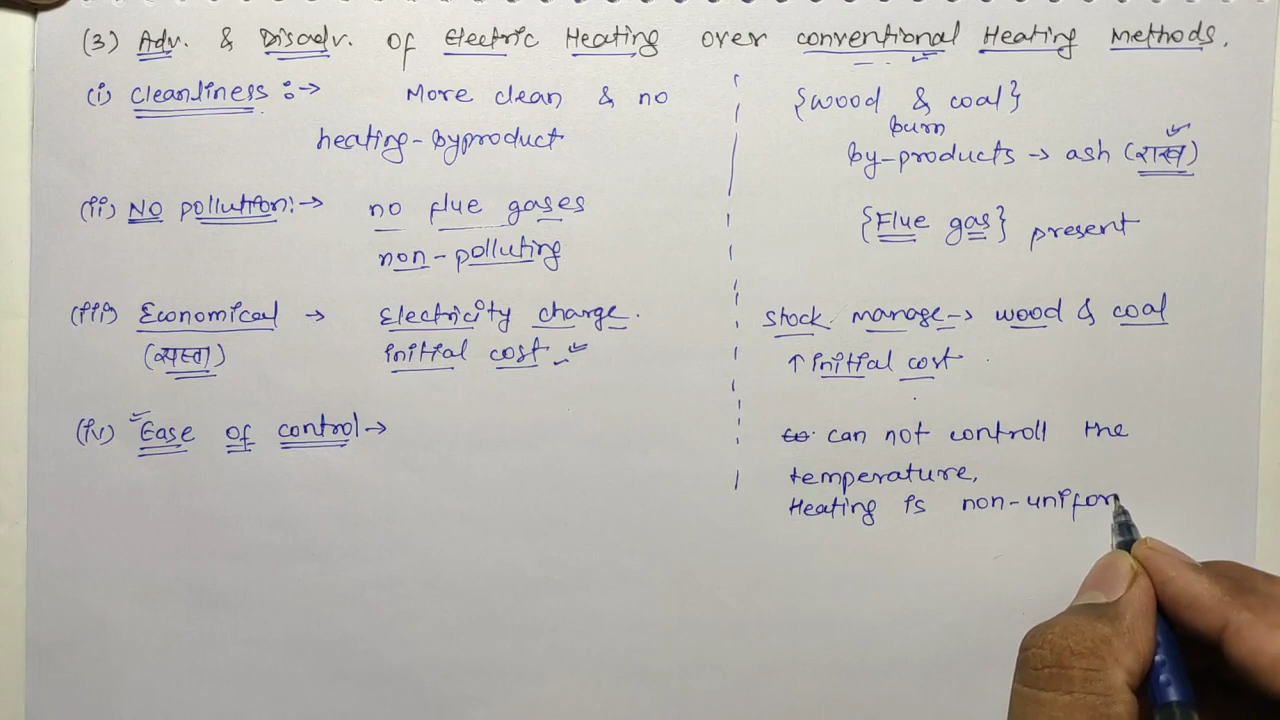 (3) Adv. & Disadv. of Electric Heating over conventional Heating Methods.
(i) Cleanliness :→ More clean & no
heating-byproduct
{wood & coal}
burn
by-products → ash (राख)
(ii) NO pollution:→ no flue gases
non-polluting
{Flue gas} present
(iii) Economical → Electricity charge.
(सस्ता) initial cost
stock manage→ wood & coal
↑ initial cost
(iv) Ease of control→
can not controll the
temperature,
Heating is non-unifor